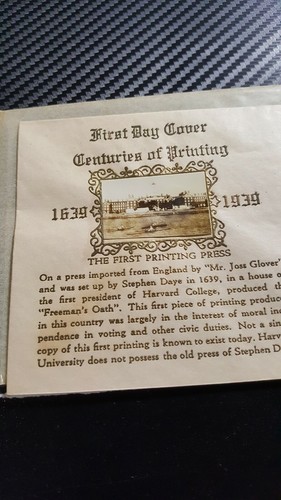 First Day Cover
Centuries of Printing
1639 1939
THE FIRST PRINTING PRESS
On a press imported from England by "Mr. Joss Glover"
and was set up by Stephen Daye in 1639, in a house o
the first president of Harvard College, produced th
"Freeman's Oath". This first piece of printing produc
in this country was largely in the interest of moral ind
pendence in voting and other civic duties. Not a sin
copy of this first printing is known to exist today. Harv
University does not possess the old press of Stephen D